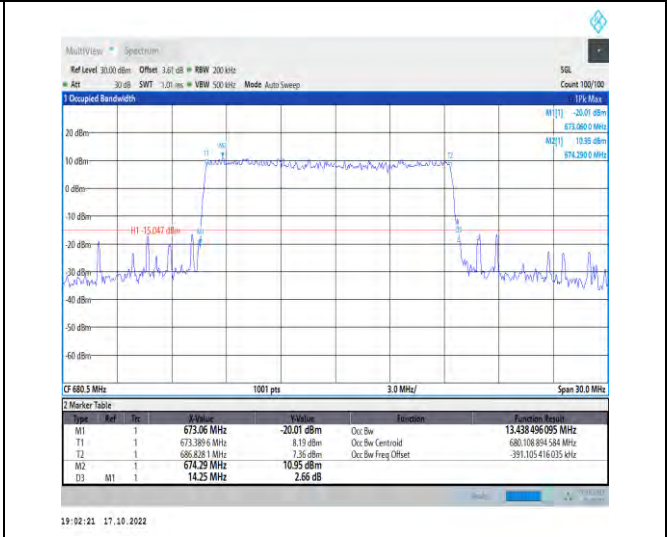 MultiView Spectrum
Ref Level 30.00 dBm Offset 3.61 dB RBW 200 kHz SGL
Att 30 dB SWT 1.01 ms VBW 500 kHz Mode Auto Sweep Count 100/100
1 Occupied Bandwidth 1Pk Max
M1[1] -20.01 dBm
673.060 0 MHz
M2[1] 10.95 dBm
674.290 0 MHz
20 dBm
M2
T1 T2
10 dBm
0 dBm
-10 dBm
H1 -15.047 dBm
M1 D3
-20 dBm
-30 dBm
-40 dBm
-50 dBm
-60 dBm
CF 680.5 MHz 1001 pts 3.0 MHz/ Span 30.0 MHz
2 Marker Table
Type Ref Trc X-Value Y-Value Function Function Result
M1 1 673.06 MHz -20.01 dBm Occ Bw 13.438 496 095 MHz
T1 1 673.389 6 MHz 8.19 dBm Occ Bw Centroid 680.108 894 584 MHz
T2 1 686.828 1 MHz 7.36 dBm Occ Bw Freq Offset -391.105 416 035 kHz
M2 1 674.29 MHz 10.95 dBm
D3 M1 1 14.25 MHz 2.66 dB
19:02:21 17.10.2022